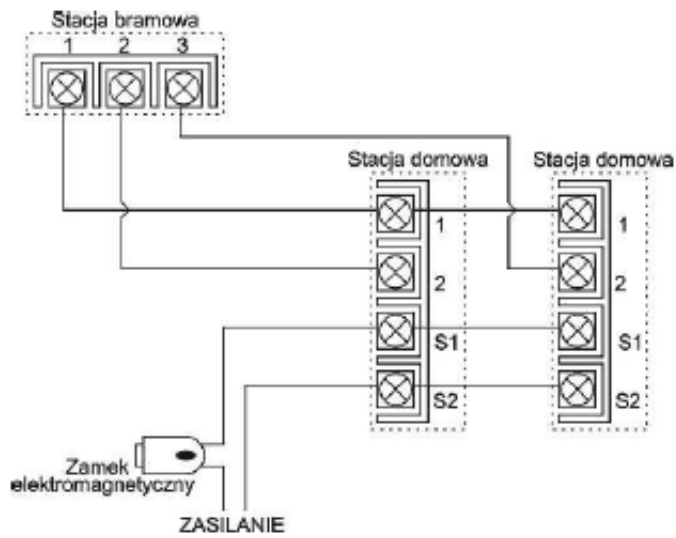 Stacja bramowa
1 2 3
Stacja domowa Stacja domowa
1 1
2 2
S1 S1
S2 S2
Zamek
elektromagnetyczny
ZASILANIE